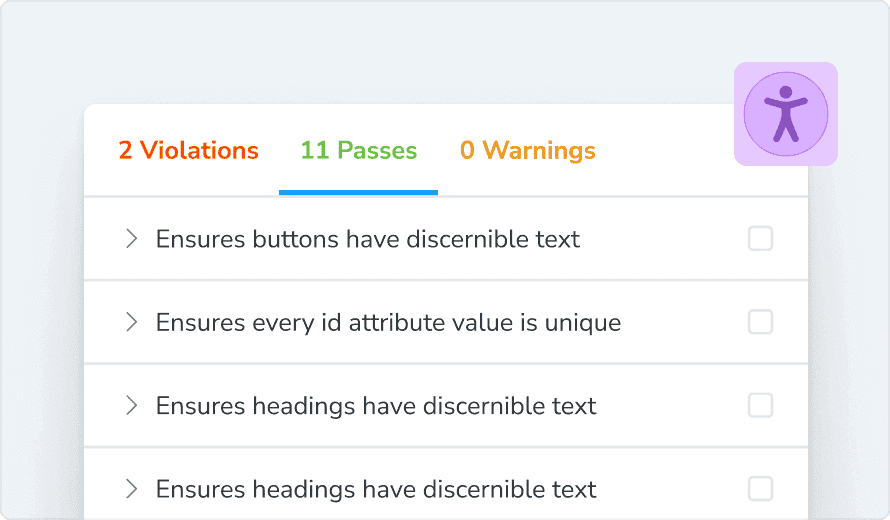 2 Violations 11 Passes 0 Warnings
Ensures buttons have discernible text
Ensures every id attribute value is unique
Ensures headings have discernible text
Ensures headings have discernible text